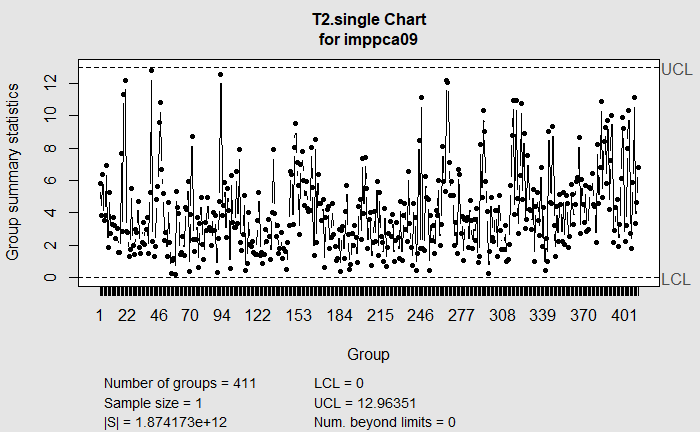 T2.single Chart
for imppca09
Group summary statistics
12
10
8
6
4
2
0
UCL
LCL
1 22 46 70 94 122 153 184 215 246 277 308 339 370 401
Group
Number of groups = 411 LCL = 0
Sample size = 1 UCL = 12.96351
|S| = 1.874173e+12 Num. beyond limits = 0